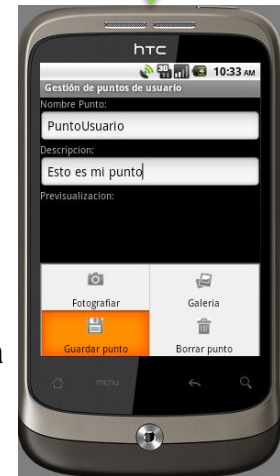 hTC
3G
10:33 AM
Gestión de puntos de usuario
Nombre Punto:
PuntoUsuario
Descripcion:
Esto es mi punto
Previsualizacion:
Fotografiar
Galeria
Guardar punto
Borrar punto
menu